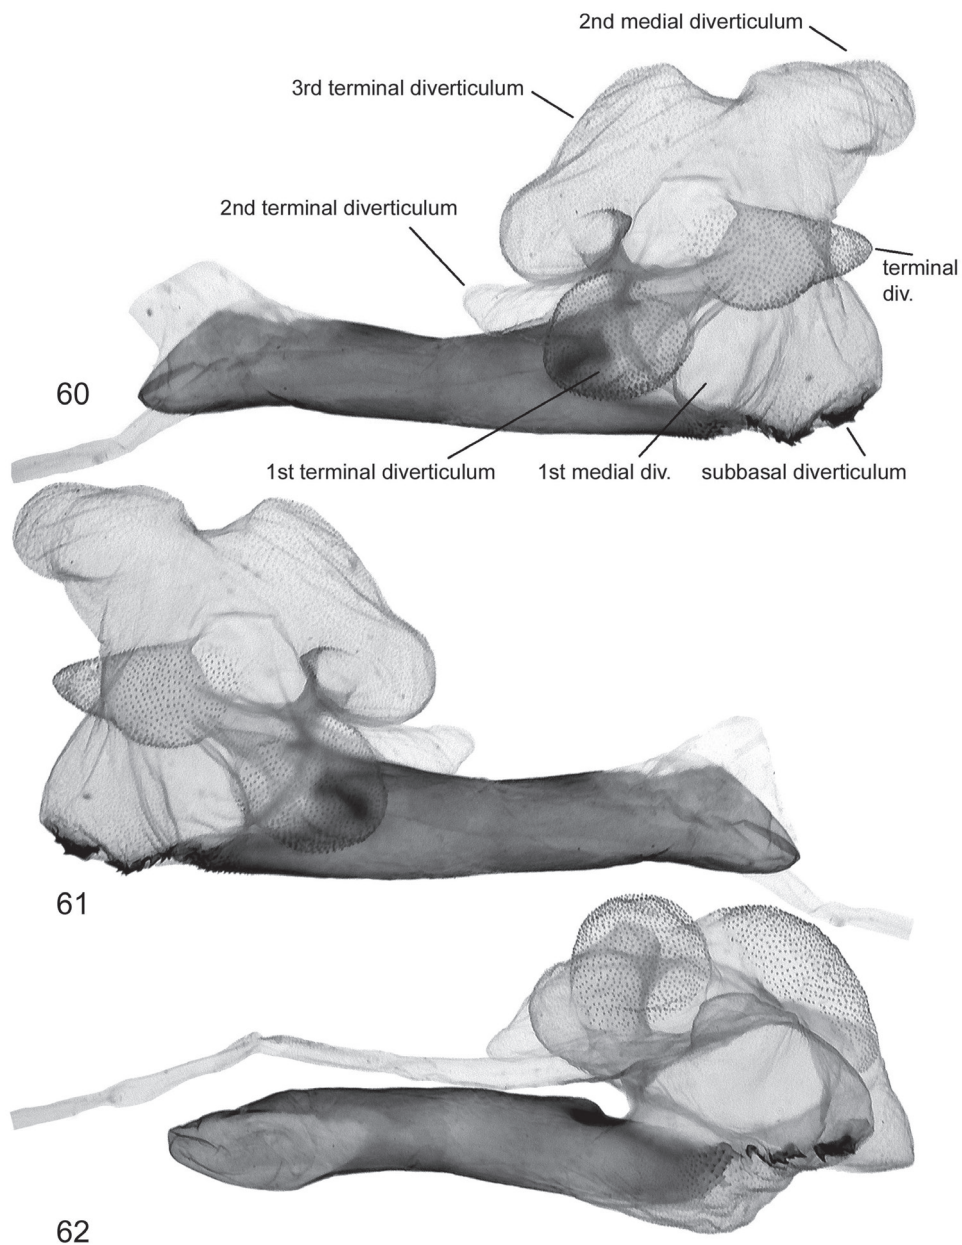 2nd medial diverticulum
3rd terminal diverticulum
2nd terminal diverticulum
terminal
div.
60
1st terminal diverticulum
1st medial div.
subbasal diverticulum
61
62